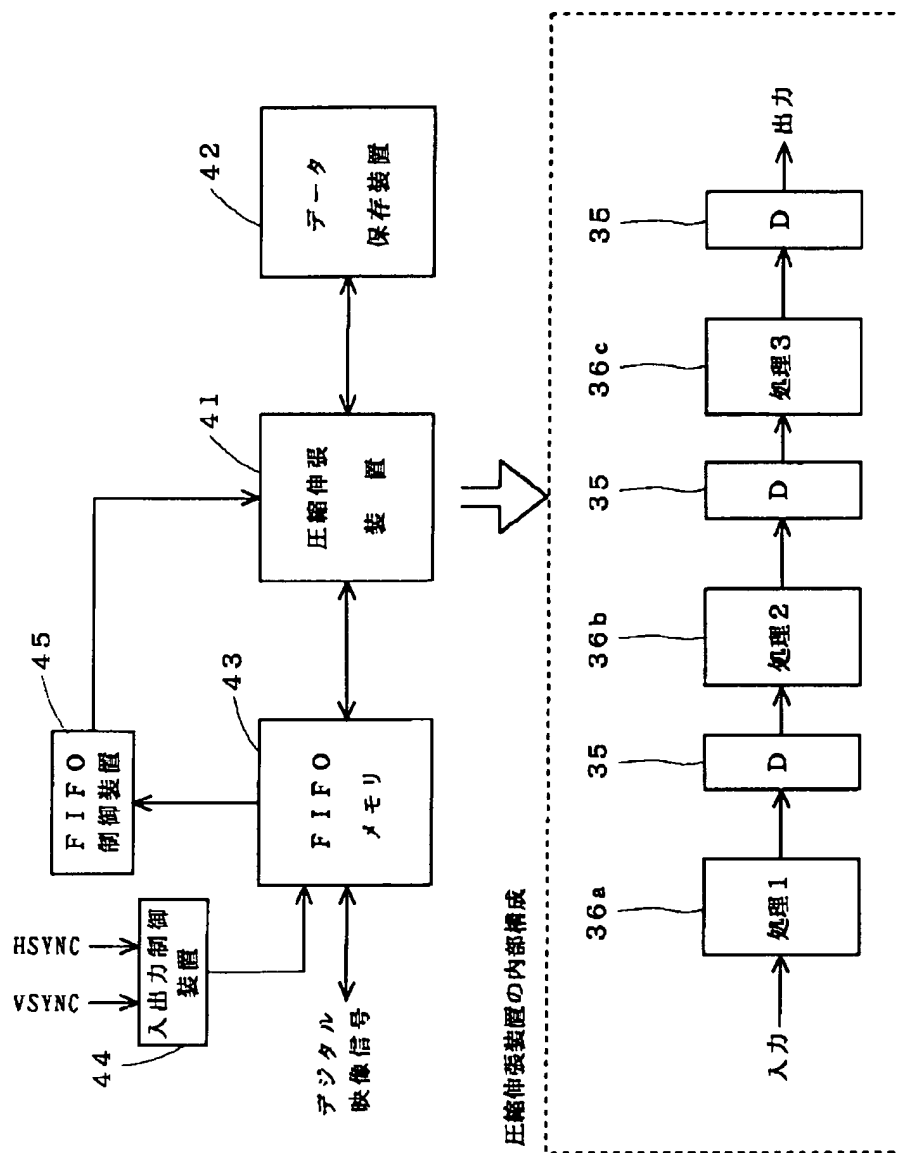 HSYNC
VSYNC
44
入出力制御
装置
45
FIFO
制御装置
デジタル
映像信号
43
FIFO
メモリ
41
圧縮伸張
装置
42
データ
保存装置
圧縮伸張装置の内部構成
入力
36a
処理1
35
D
36b
処理2
35
D
36c
処理3
35
D
出力